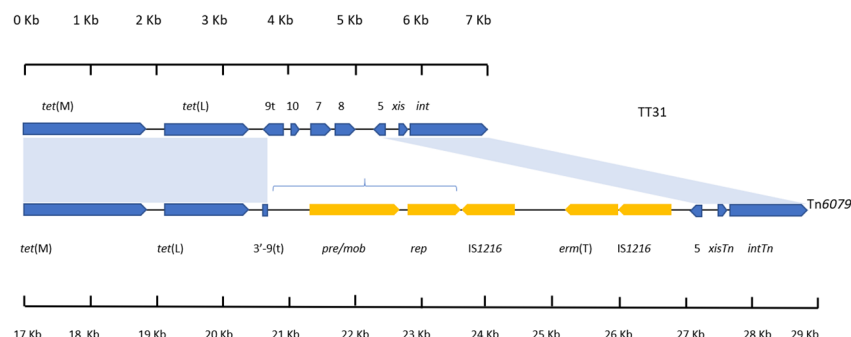 0 Kb 1 Kb 2 Kb 3 Kb 4 Kb 5 Kb 6 Kb 7 Kb
tet(M) tet(L) 9t 10 7 8 5 xis int TT31
Tn6079
tet(M) tet(L) 3'-9(t) pre/mob rep IS1216 erm(T) IS1216 5 xisTn intTn
17 Kb 18 Kb 19 Kb 20 Kb 21 Kb 22 Kb 23 Kb 24 Kb 25 Kb 26 Kb 27 Kb 28 Kb 29 Kb